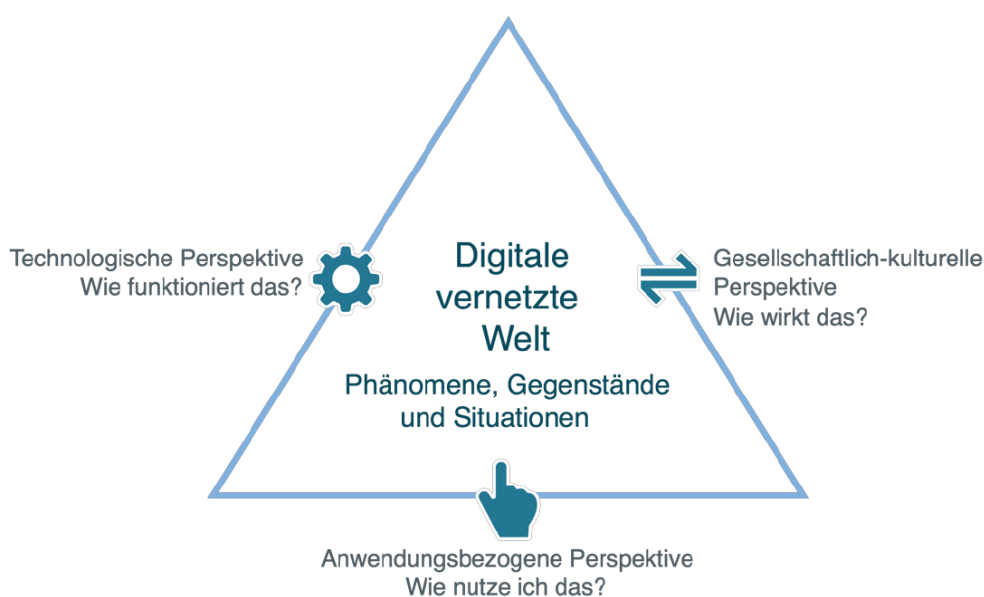 Technologische Perspektive
Wie funktioniert das?
Digitale
vernetzte
Welt
Phänomene, Gegenstände
und Situationen
Gesellschaftlich-kulturelle
Perspektive
Wie wirkt das?
Anwendungsbezogene Perspektive
Wie nutze ich das?